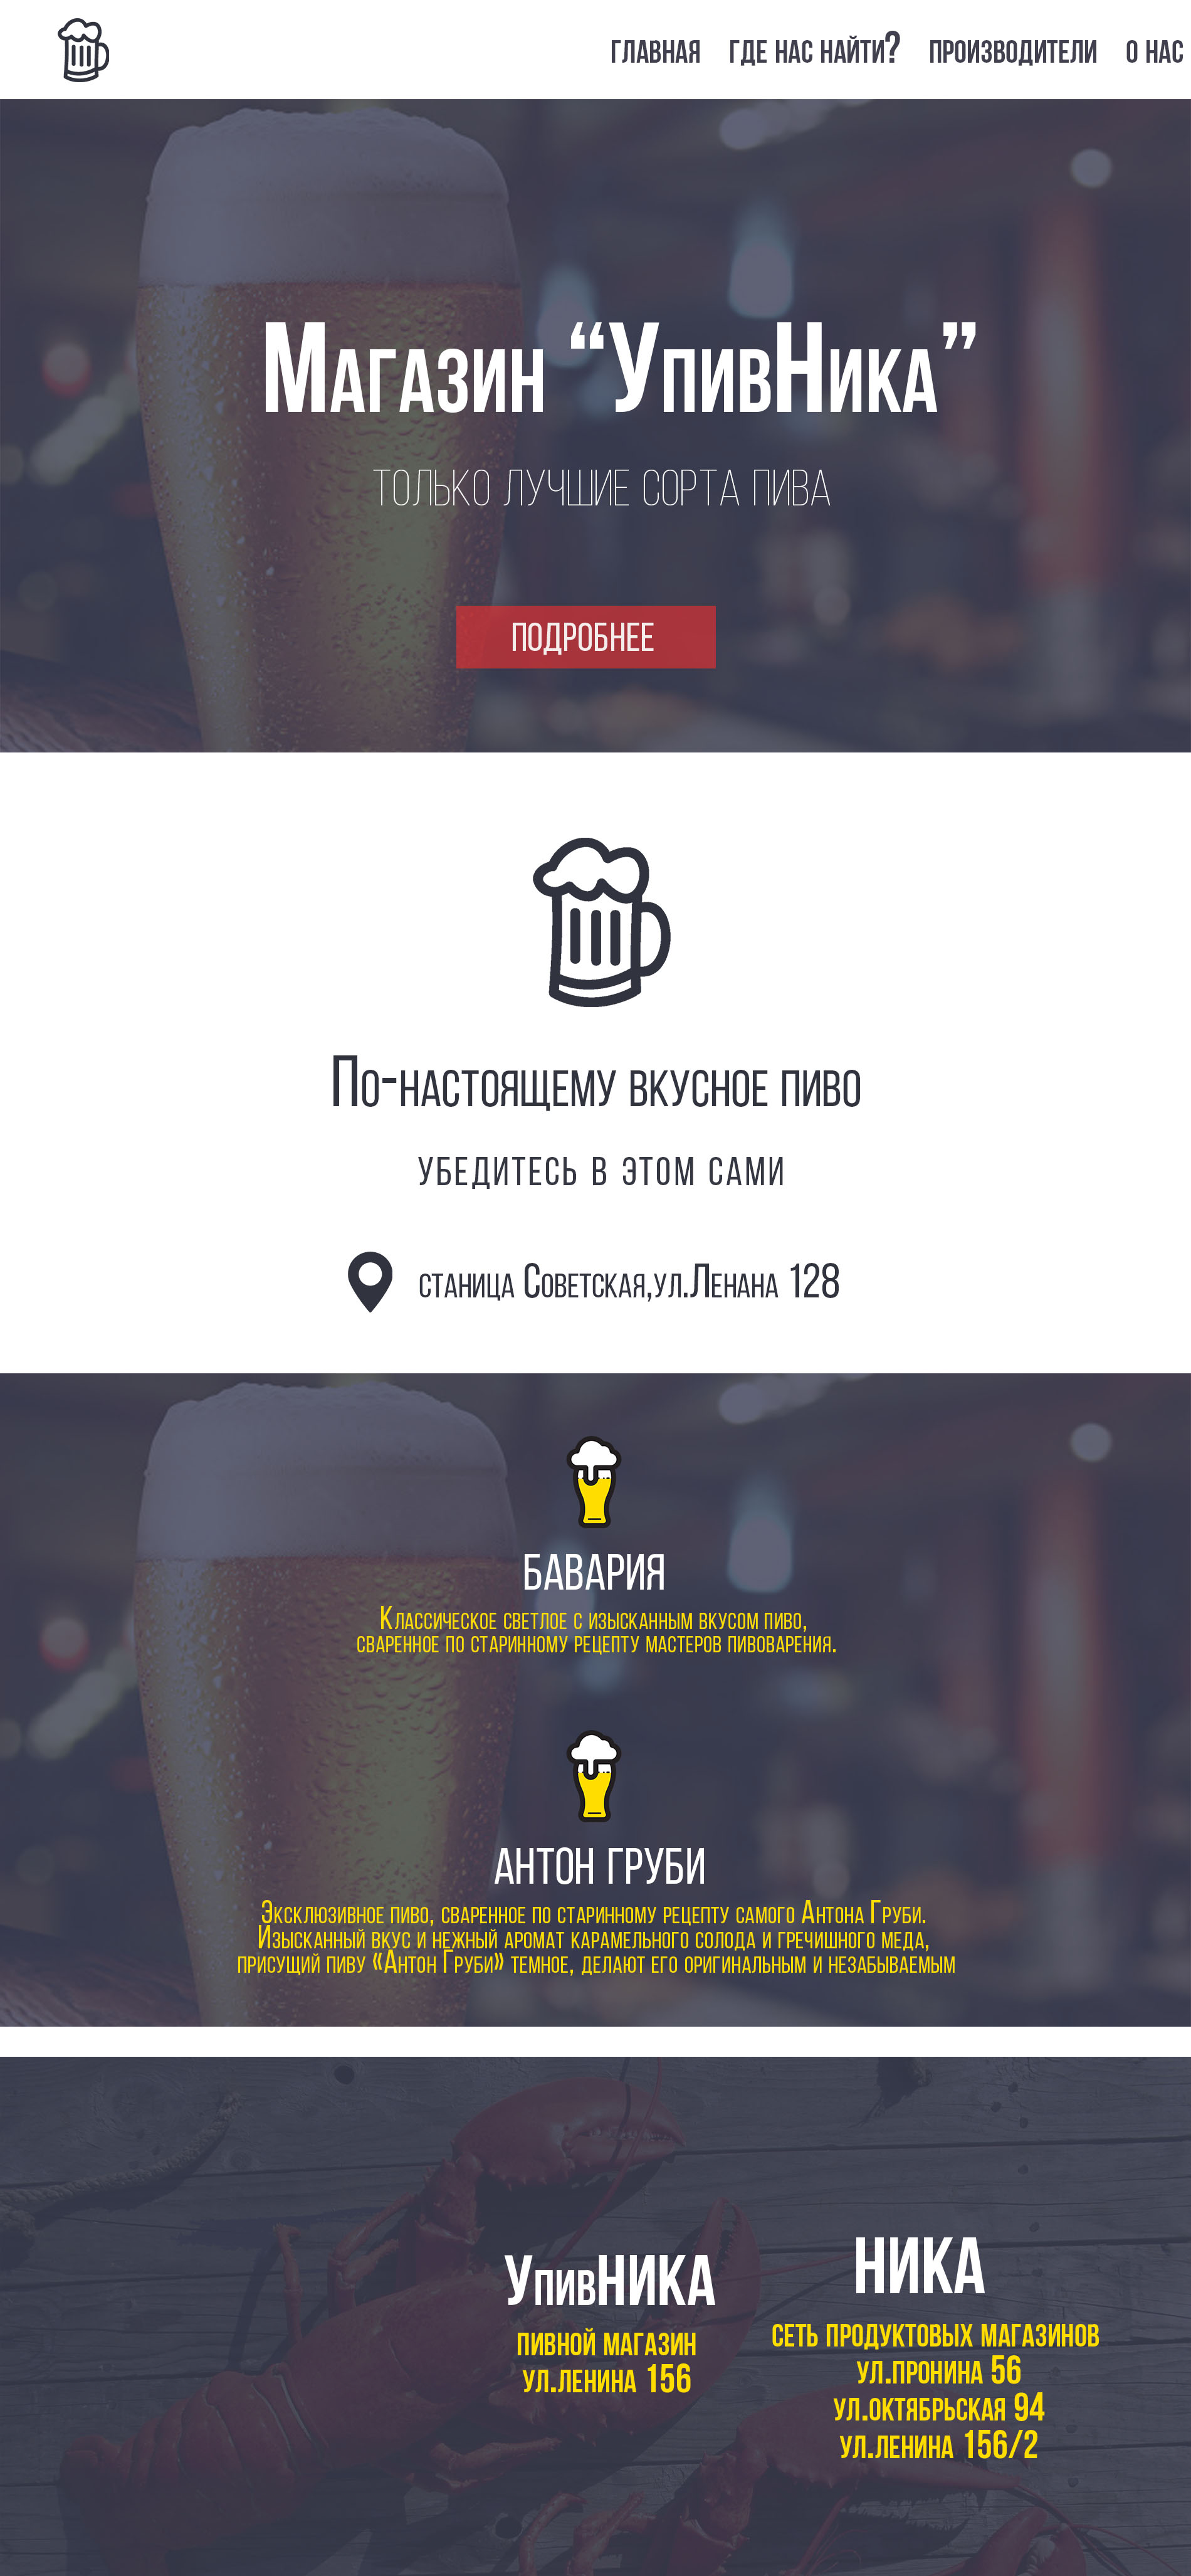 ГЛАВНАЯ ГДЕ НАС НАЙТИ? ПРОИЗВОДИТЕЛИ О НАС
Магазин “УпивНика”
ТОЛЬКО ЛУЧШИЕ СОРТА ПИВА
ПОДРОБНЕЕ
По-настоящему вкусное пиво
УБЕДИТЕСЬ В ЭТОМ САМИ
станица Советская,ул.Ленана 128
БАВАРИЯ
Классическое светлое с изысканным вкусом пиво,
сваренное по старинному рецепту мастеров пивоварения.
АНТОН ГРУБИ
Эксклюзивное пиво, сваренное по старинному рецепту самого Антона Груби.
Изысканный вкус и нежный аромат карамельного солода и гречишного меда,
присущий пиву «Антон Груби» темное, делают его оригинальным и незабываемым
УпивНИКА
пивной магазин
ул.ленина 156
НИКА
сеть продуктовых магазинов
ул.пронина 56
ул.октябрьская 94
ул.ленина 156/2